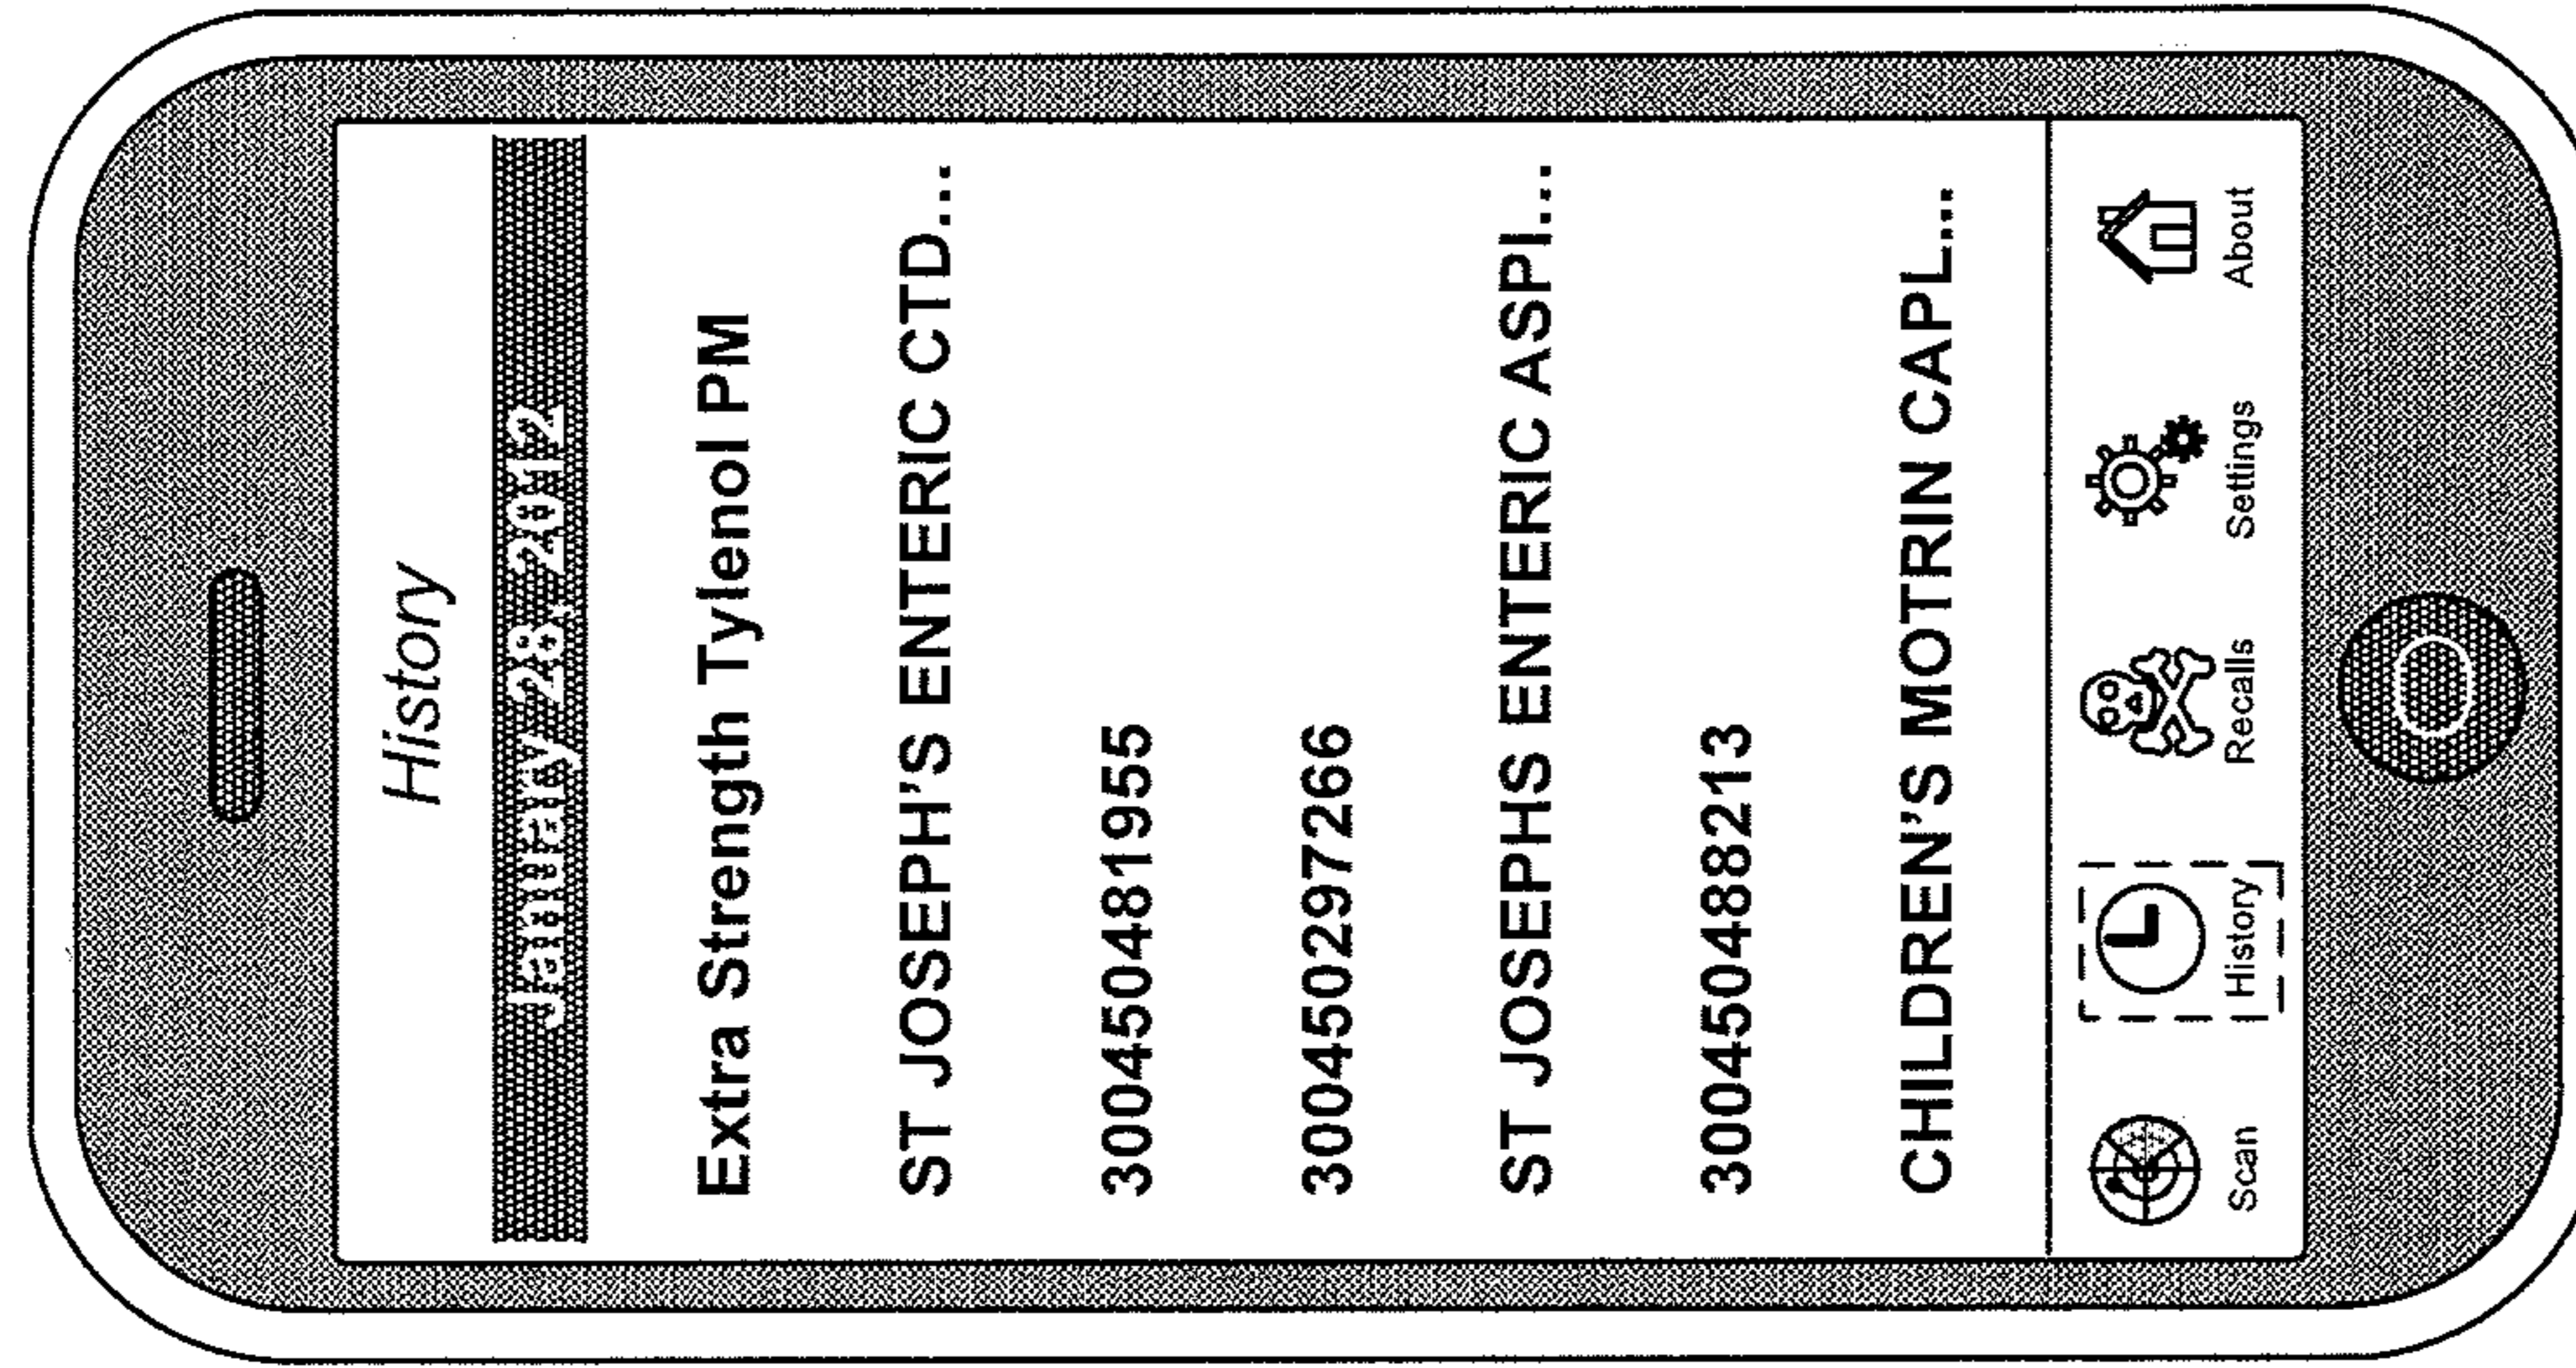 History
January 28, 2012
Extra Strength Tylenol PM
ST JOSEPH'S ENTERIC CTD...
300450481955
300450297266
ST JOSEPHS ENTERIC ASPI...
300450488213
CHILDREN'S MOTRIN CAPL...
Scan History Recalls Settings About